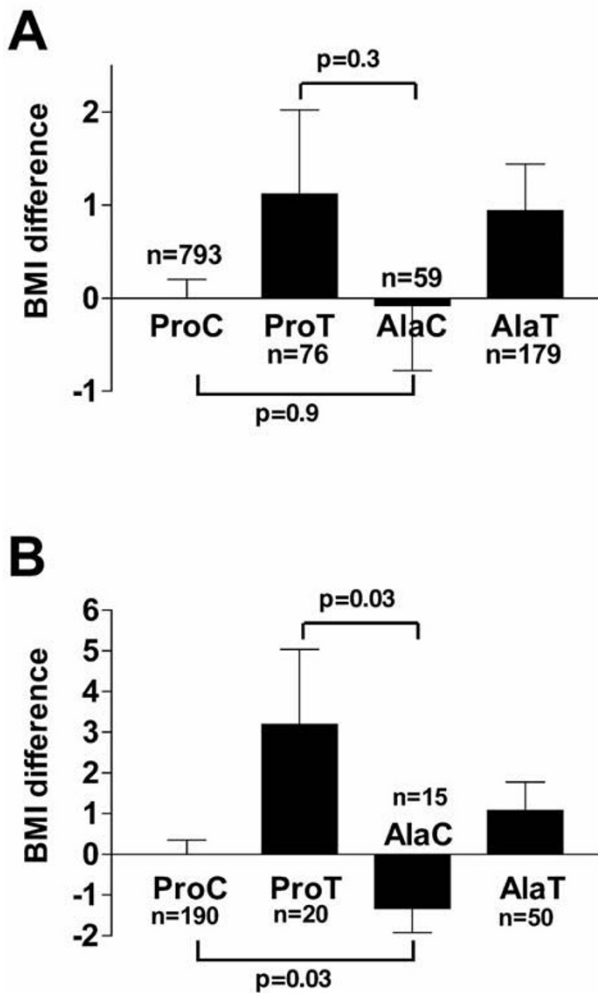 A
p=0.3
BMI difference
2
1
0
-1
n=793
n=59
ProC ProT AlaC AlaT
n=76 n=179
p=0.9
B
p=0.03
BMI difference
6
5
4
3
2
1
0
-1
-2
n=15
AlaC
ProC ProT AlaT
n=190 n=20 n=50
p=0.03